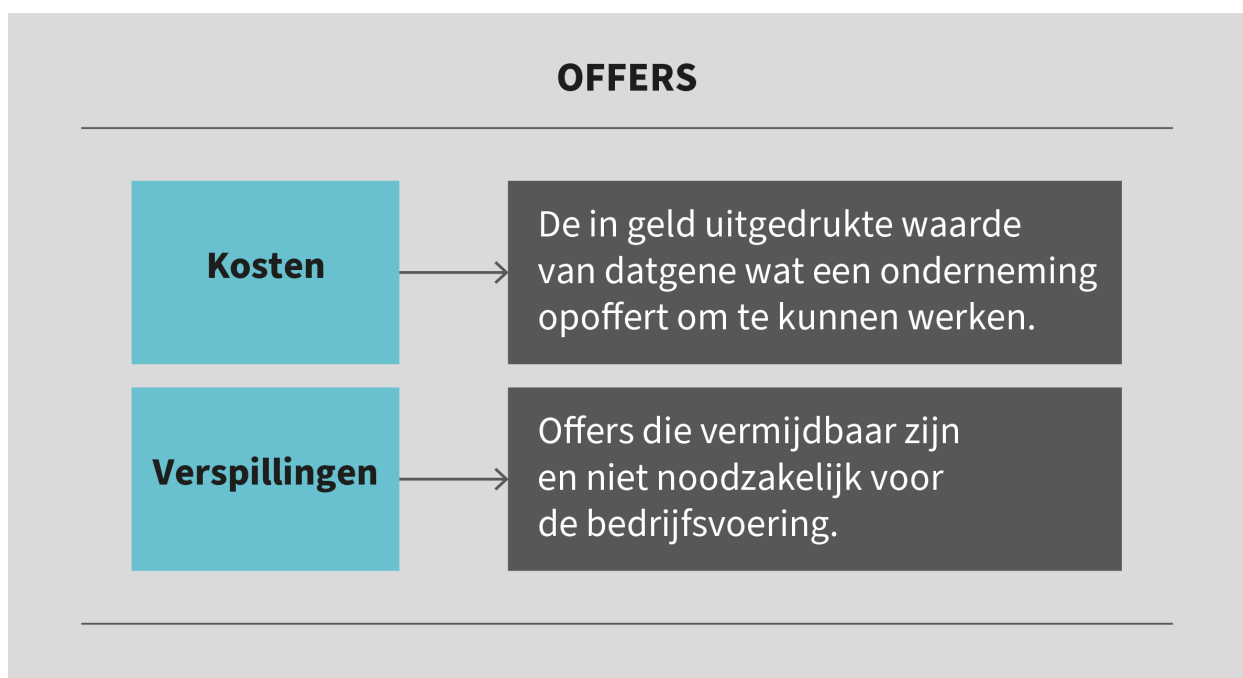 OFFERS
Kosten
De in geld uitgedrukte waarde
van datgene wat een onderneming
opoffert om te kunnen werken.
Verspillingen
Offers die vermijdbaar zijn
en niet noodzakelijk voor
de bedrijfsvoering.